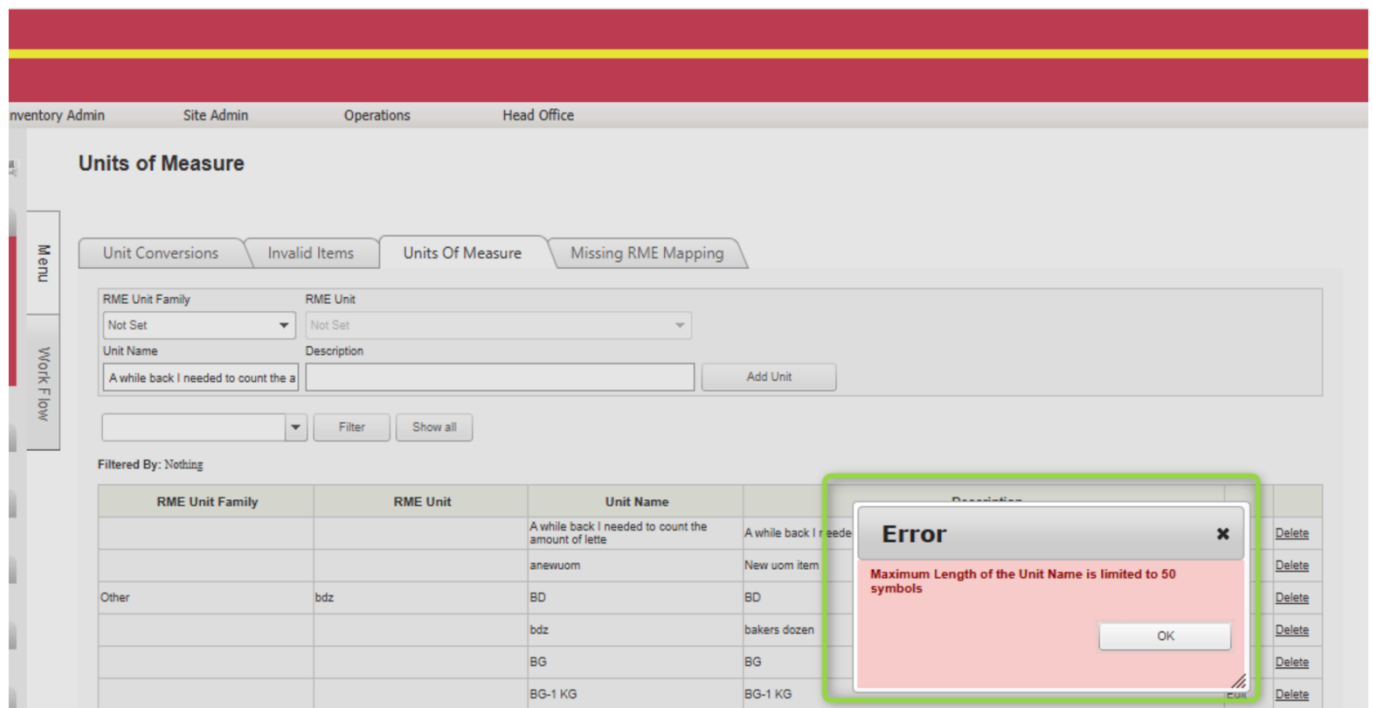 nventory Admin Site Admin Operations Head Office
Units of Measure
Menu
Work Flow
Unit Conversions Invalid Items Units Of Measure Missing RME Mapping
RME Unit Family RME Unit
Not Set Not Set
Unit Name Description
A while back I needed to count the a Add Unit
Filter Show all
Filtered By: Nothing
RME Unit Family RME Unit Unit Name Description
A while back I needed to count the
amount of lette A while back I neede Delete
anewuom New uom item Delete
Other bdz BD BD Delete
bdz bakers dozen Delete
BG BG Delete
BG-1 KG BG-1 KG Edit Delete
Error
Maximum Length of the Unit Name is limited to 50
symbols
OK